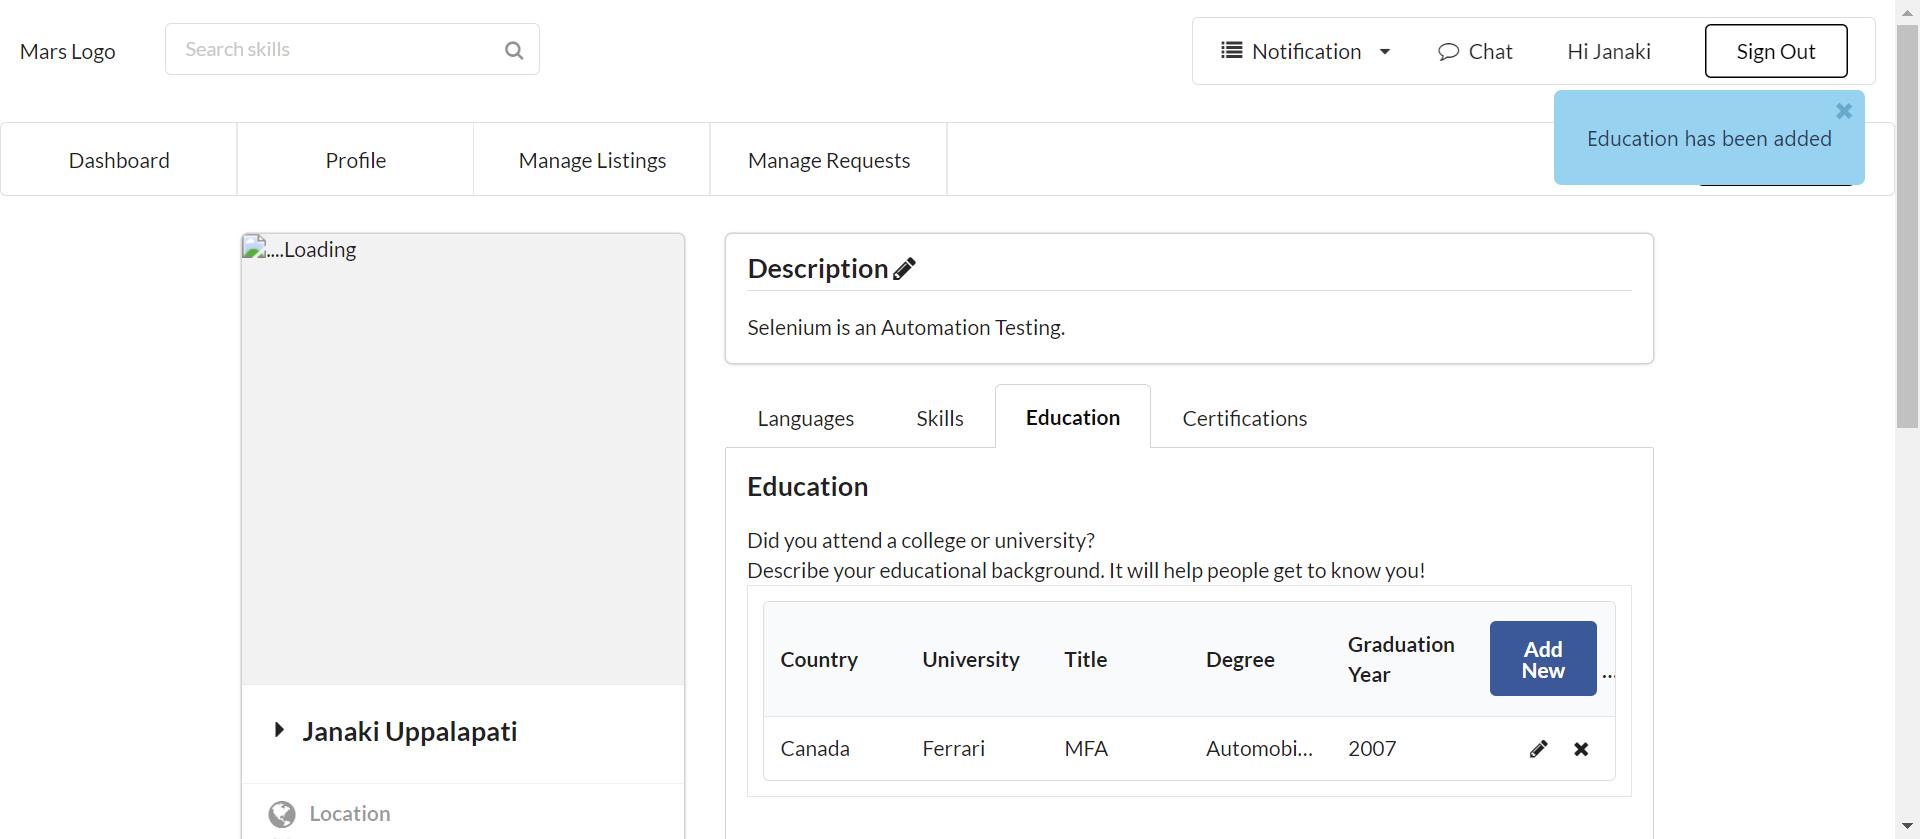 Mars Logo
Search skills
Notification
Chat
Hi Janaki
Sign Out
Education has been added
Dashboard
Profile
Manage Listings
Manage Requests
....Loading
Description
Selenium is an Automation Testing.
Languages
Skills
Education
Certifications
Education
Did you attend a college or university?
Describe your educational background. It will help people get to know you!
Country
University
Title
Degree
Graduation
Year
Add
New
...
Canada
Ferrari
MFA
Automobi...
2007
Janaki Uppalapati
Location